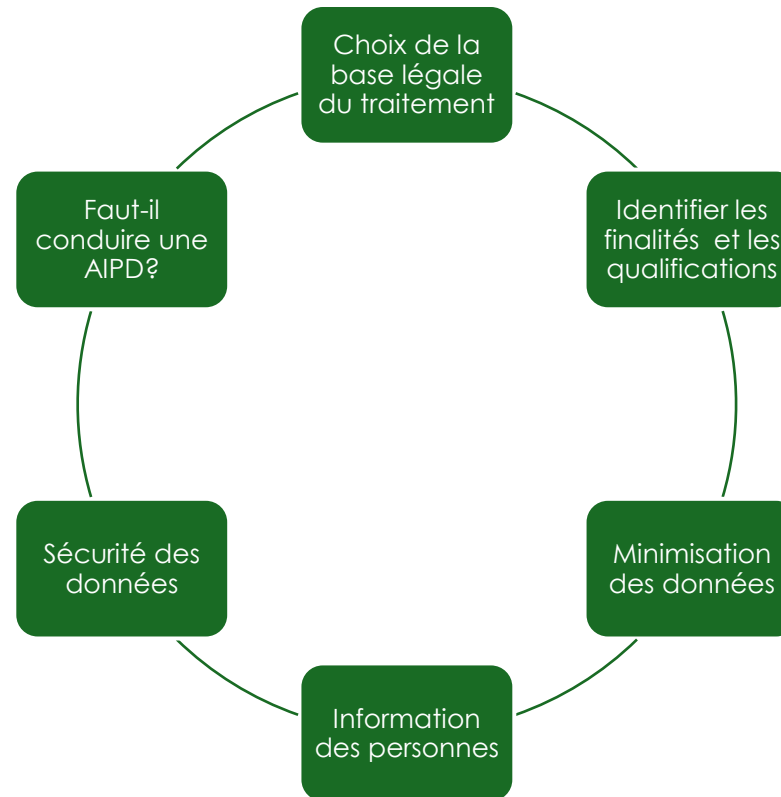 Choix de la
base légale
du traitement
Identifier les
finalités et les
qualifications
Minimisation
des données
Information
des personnes
Sécurité des
données
Faut-il
conduire une
AIPD?